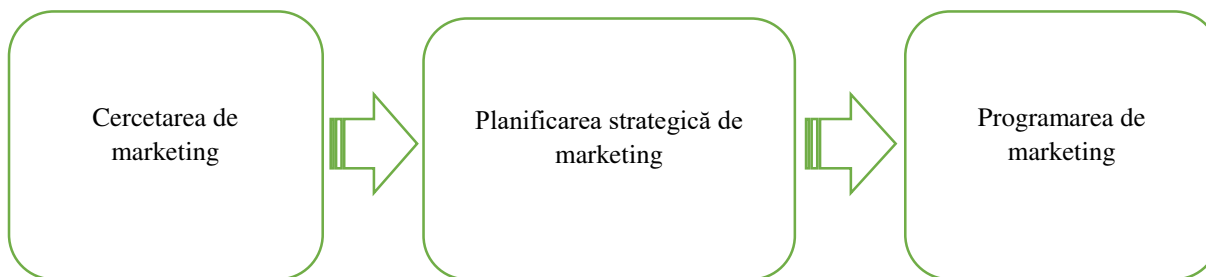 Cercetarea de
marketing
Planificarea strategică de
marketing
Programarea de
marketing